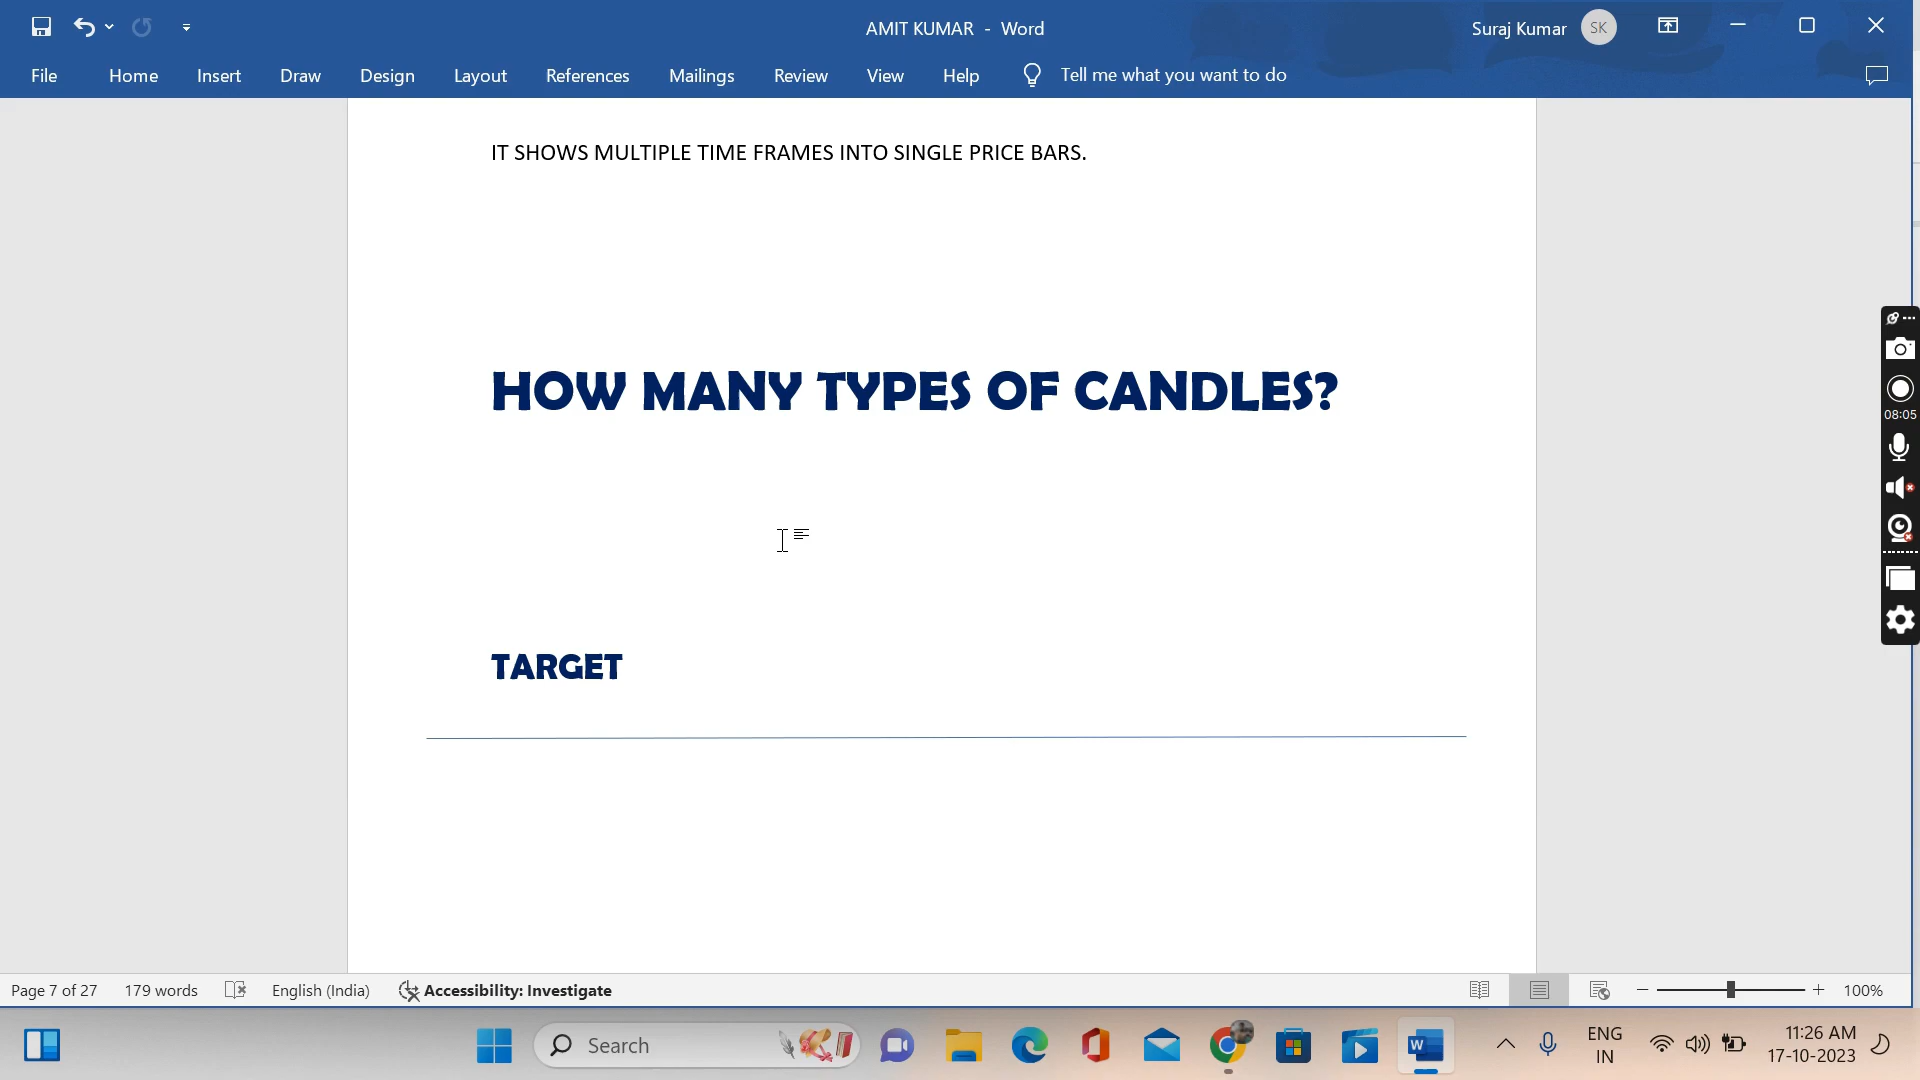 AMIT KUMAR - Word
Suraj Kumar
SK
File Home Insert Draw Design Layout References Mailings Review View Help Tell me what you want to do
IT SHOWS MULTIPLE TIME FRAMES INTO SINGLE PRICE BARS.
HOW MANY TYPES OF CANDLES?
08:05
TARGET
Page 7 of 27 179 words English (India) Accessibility: Investigate 100%
Search
ENG
IN
11:26 AM
17-10-2023